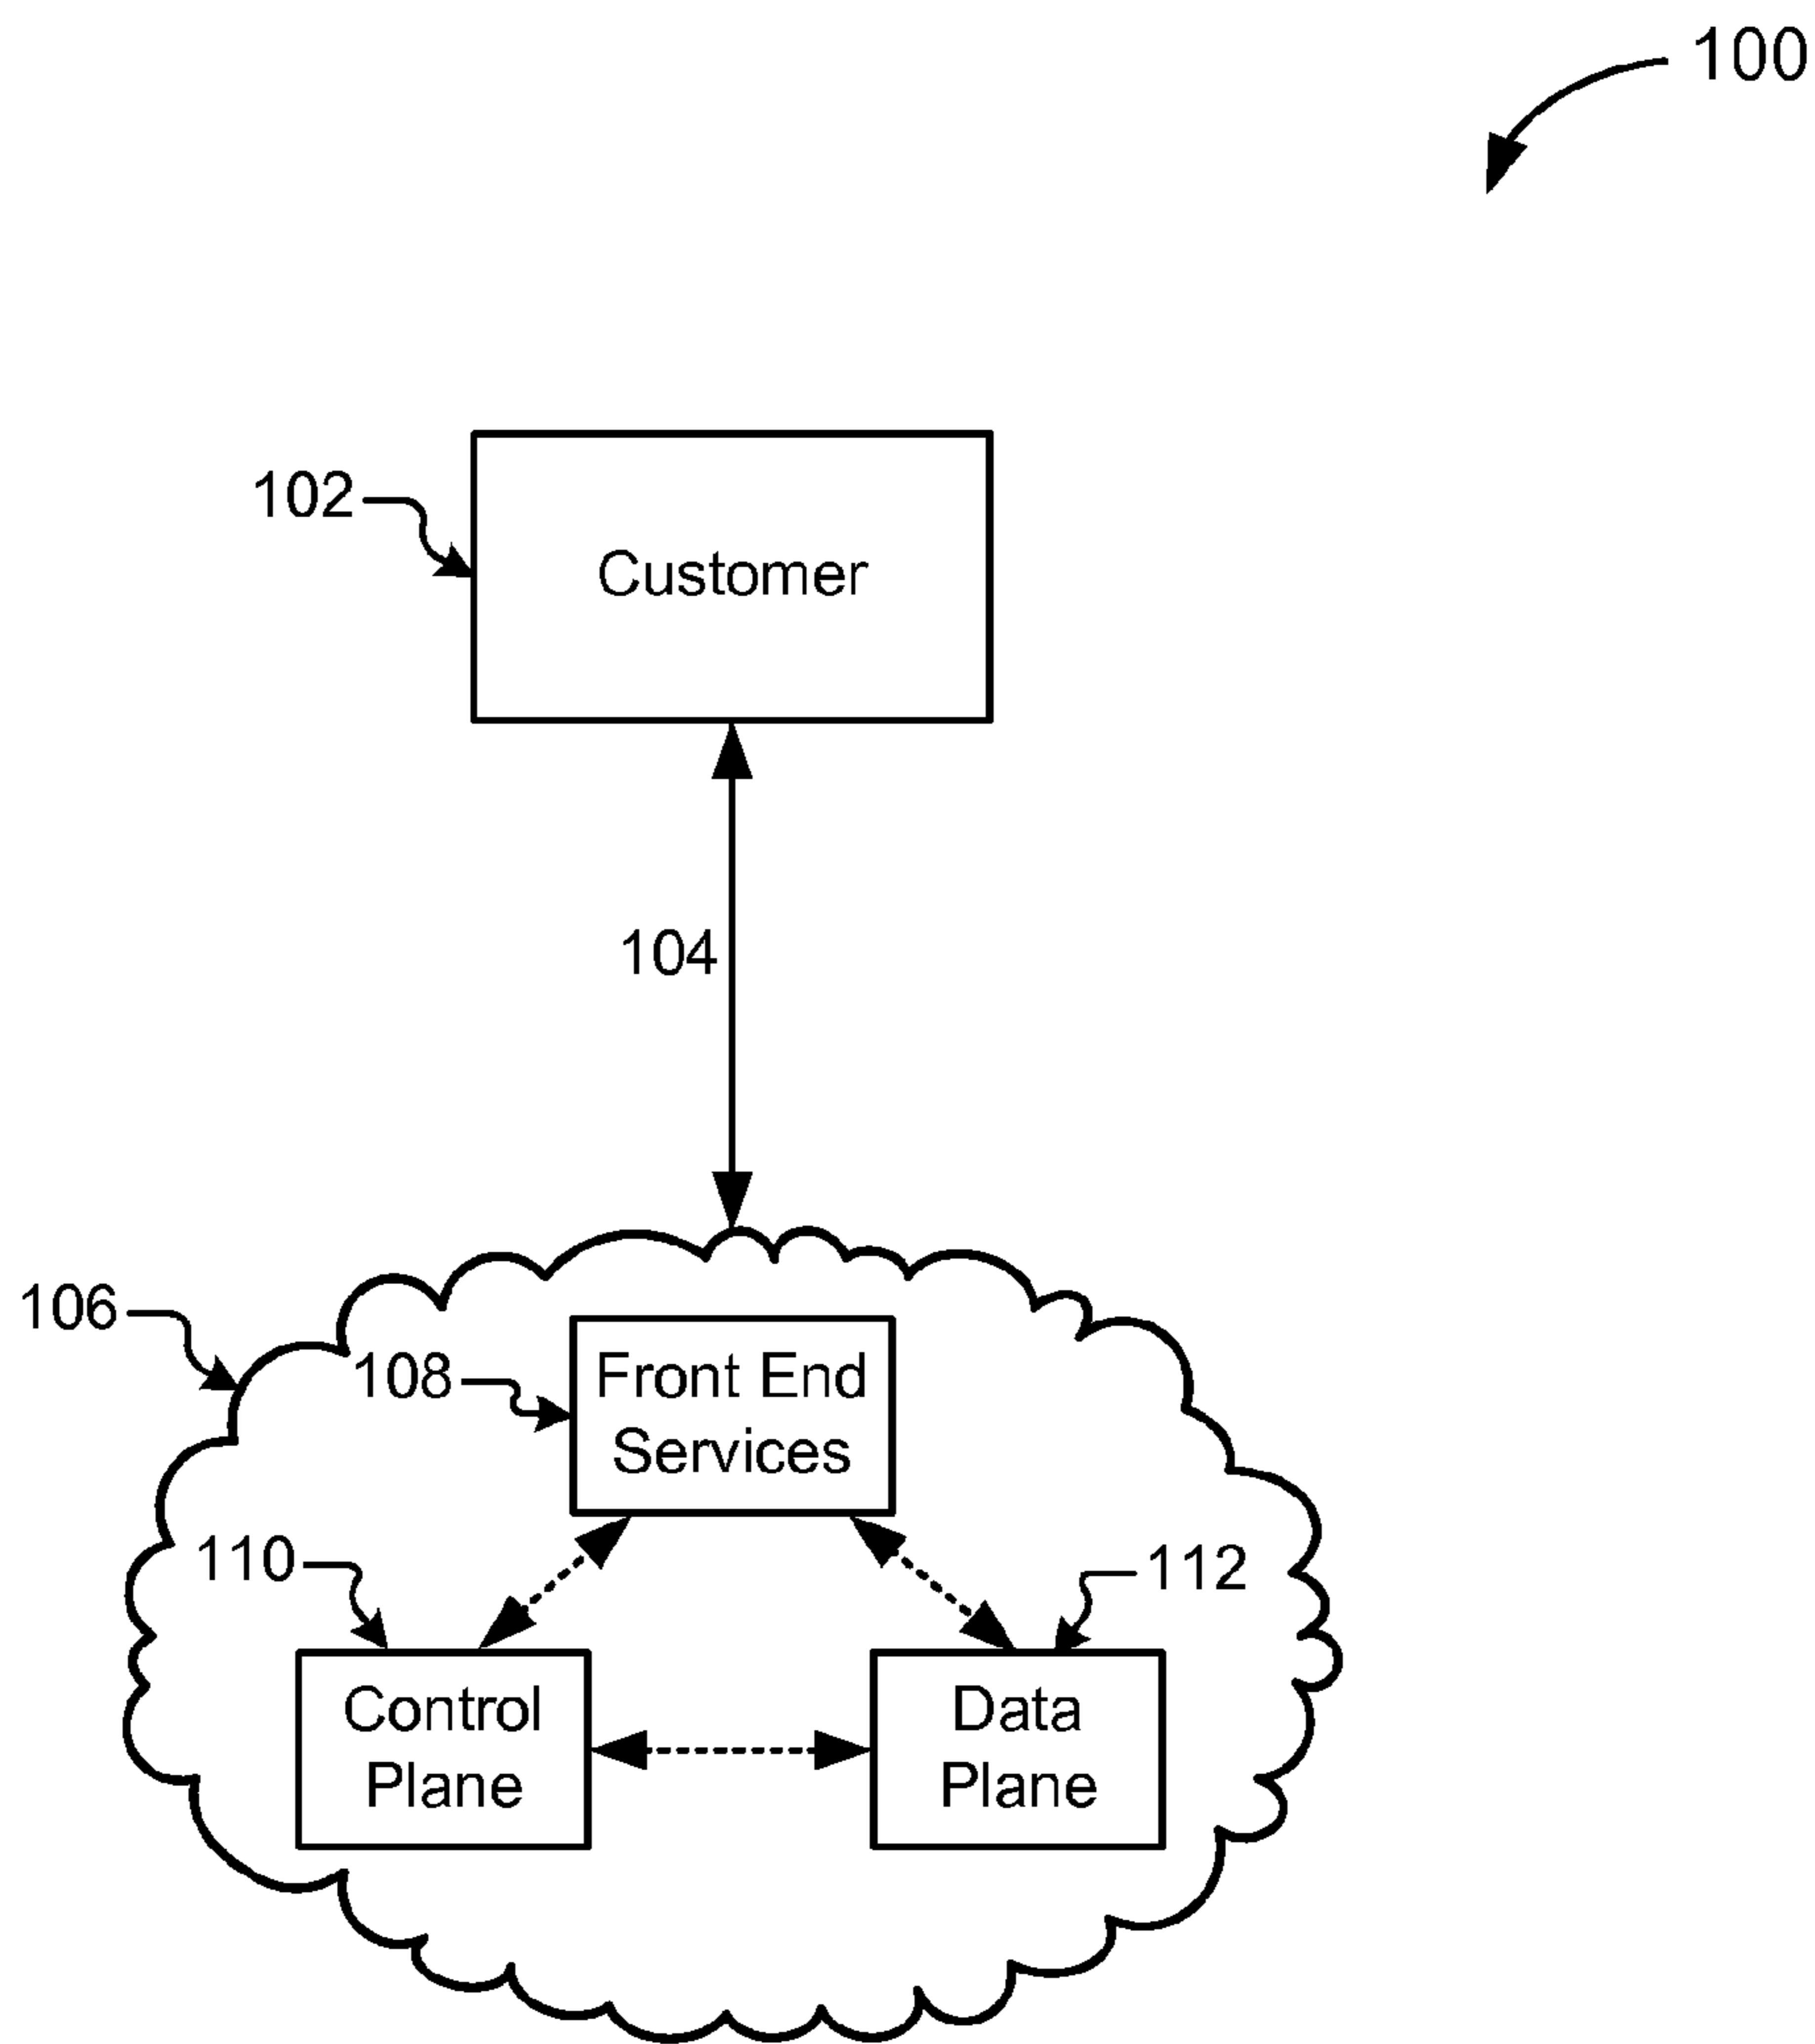 100
102
Customer
104
106
108
Front End
Services
110
112
Control
Plane
Data
Plane